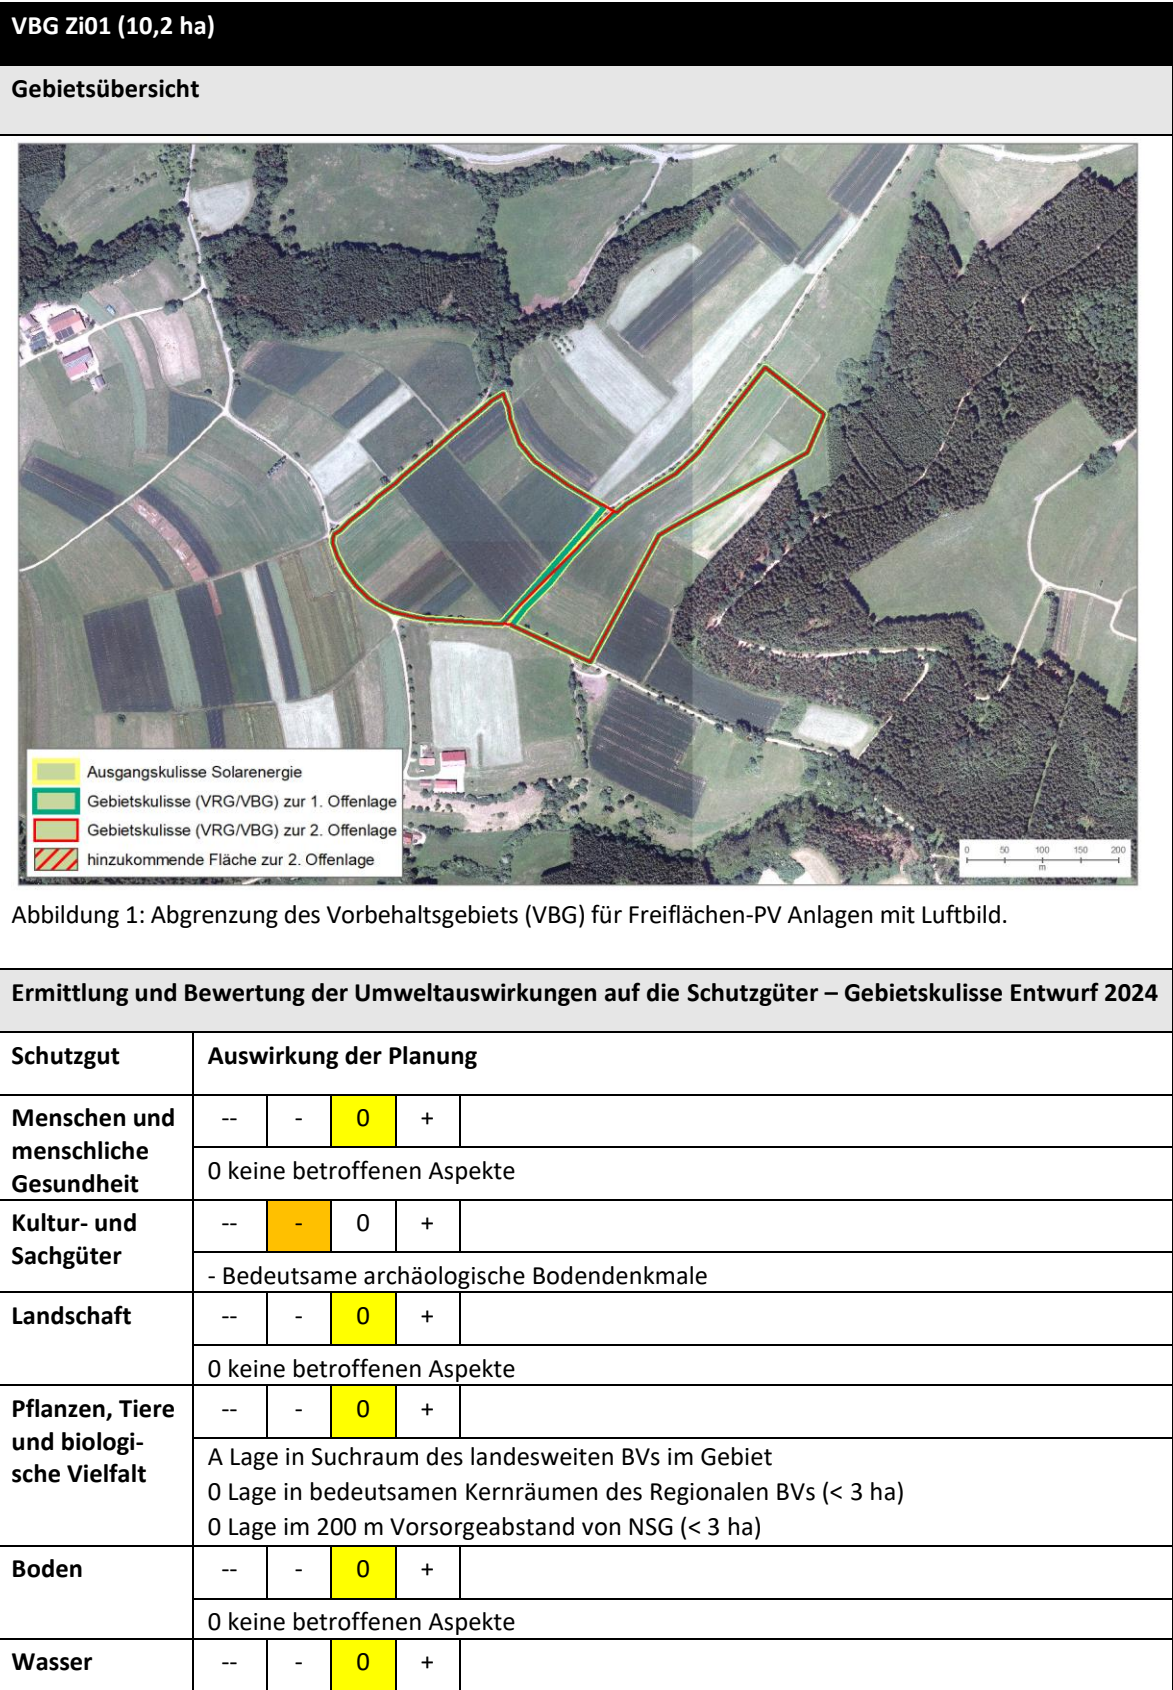 VBG Zi01 (10,2 ha)
Gebietsübersicht
Ausgangskulisse Solarenergie
Gebietskulisse (VRG/VBG) zur 1. Offenlage
Gebietskulisse (VRG/VBG) zur 2. Offenlage
hinzukommende Fläche zur 2. Offenlage
0 50 100 150 200
m
Abbildung 1: Abgrenzung des Vorbehaltsgebiets (VBG) für Freiflächen-PV Anlagen mit Luftbild.
Ermittlung und Bewertung der Umweltauswirkungen auf die Schutzgüter – Gebietskulisse Entwurf 2024
Schutzgut Auswirkung der Planung
Menschen und
menschliche
Gesundheit
-- - 0 +
0 keine betroffenen Aspekte
Kultur- und
Sachgüter
-- - 0 +
- Bedeutsame archäologische Bodendenkmale
Landschaft
-- - 0 +
0 keine betroffenen Aspekte
Pflanzen, Tiere
und biologi-
sche Vielfalt
-- - 0 +
A Lage in Suchraum des landesweiten BVs im Gebiet
0 Lage in bedeutsamen Kernräumen des Regionalen BVs (< 3 ha)
0 Lage im 200 m Vorsorgeabstand von NSG (< 3 ha)
Boden
-- - 0 +
0 keine betroffenen Aspekte
Wasser
-- - 0 +